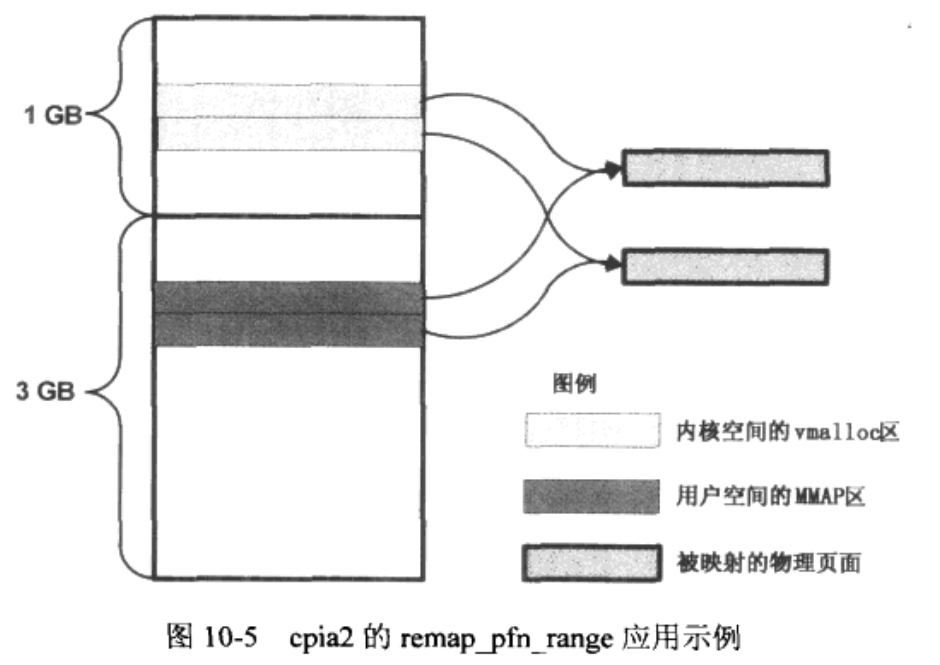 1 GB
3 GB
图例
内核空间的vmalloc区
用户空间的MMAP区
被映射的物理页面
图 10-5 cpia2 的 remap_pfn_range 应用示例